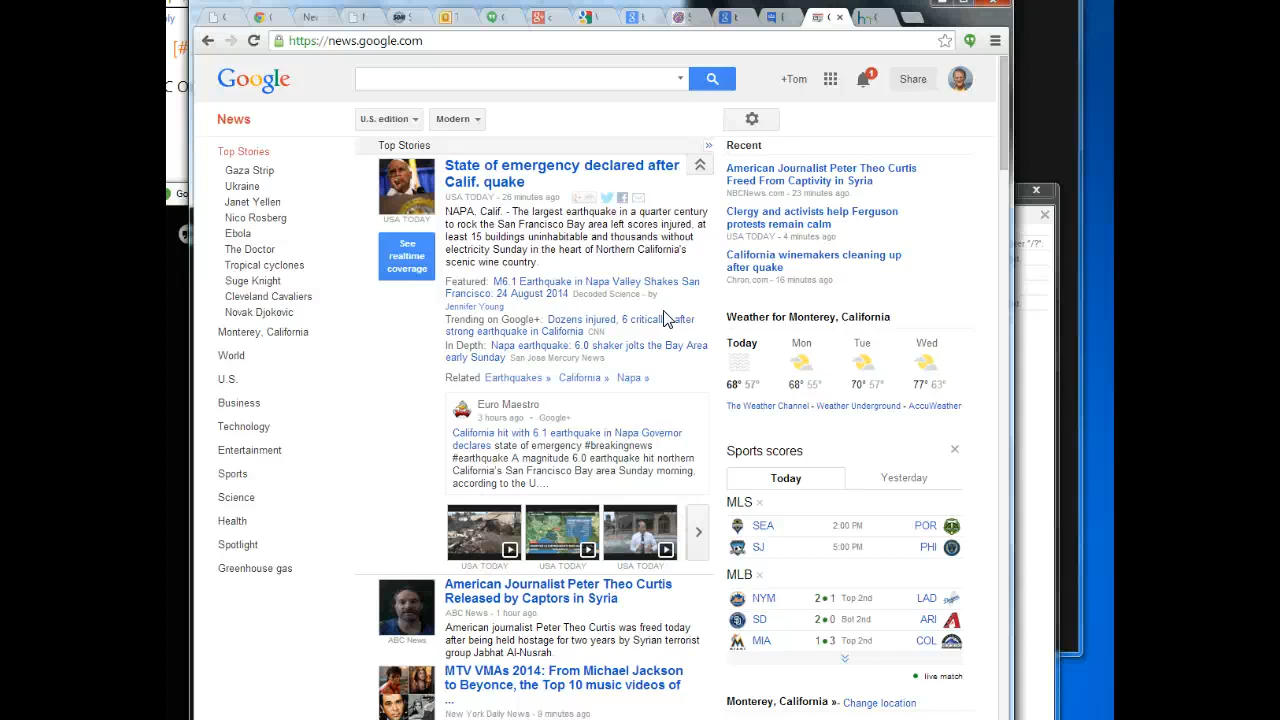 https://news.google.com
Google
+Tom
1
Share
News
U.S. edition
Modern
Top Stories
Gaza Strip
Ukraine
Janet Yellen
Nico Rosberg
Ebola
The Doctor
Tropical cyclones
Suge Knight
Cleveland Cavaliers
Novak Djokovic
Monterey, California
World
U.S.
Business
Technology
Entertainment
Sports
Science
Health
Spotlight
Greenhouse gas
Top Stories
State of emergency declared after
Calif. quake
USA TODAY - 26 minutes ago
USA TODAY
See
realtime
coverage
NAPA, Calif. - The largest earthquake in a quarter century
to rock the San Francisco Bay area left scores injured, at
least 15 buildings uninhabitable and thousands without
electricity Sunday in the heart of Northern California's
scenic wine country.
Featured: M6.1 Earthquake in Napa Valley Shakes San
Francisco: 24 August 2014 Decoded Science - by
Jennifer Young
Trending on Google+: Dozens injured, 6 critically after
strong earthquake in California CNN
In Depth: Napa earthquake: 6.0 shaker jolts the Bay Area
early Sunday San Jose Mercury News
Related Earthquakes » California » Napa »
Euro Maestro
3 hours ago - Google+
California hit with 6.1 earthquake in Napa Governor
declares state of emergency #breakingnews
#earthquake A magnitude 6.0 earthquake hit northern
California's San Francisco Bay area Sunday morning,
according to the U....
USA TODAY USA TODAY USA TODAY
American Journalist Peter Theo Curtis
Released by Captors in Syria
ABC News - 1 hour ago
ABC News
American journalist Peter Theo Curtis was freed today
after being held hostage for two years by Syrian terrorist
group Jabhat Al-Nusrah.
MTV VMAs 2014: From Michael Jackson
to Beyonce, the Top 10 music videos of
...
New York Daily News - 9 minutes ago
Recent
American Journalist Peter Theo Curtis
Freed From Captivity in Syria
NBCNews.com - 23 minutes ago
Clergy and activists help Ferguson
protests remain calm
USA TODAY - 4 minutes ago
California winemakers cleaning up
after quake
Chron.com - 16 minutes ago
Weather for Monterey, California
Today Mon Tue Wed
68° 57° 68° 55° 70° 57° 77° 63°
The Weather Channel - Weather Underground - AccuWeather
Sports scores
Today Yesterday
MLS
SEA 2:00 PM POR
SJ 5:00 PM PHI
MLB
NYM 2 1 Top 2nd LAD
SD 2 0 Bot 2nd ARI
MIA 1 3 Top 2nd COL
live match
Monterey, California » - Change location